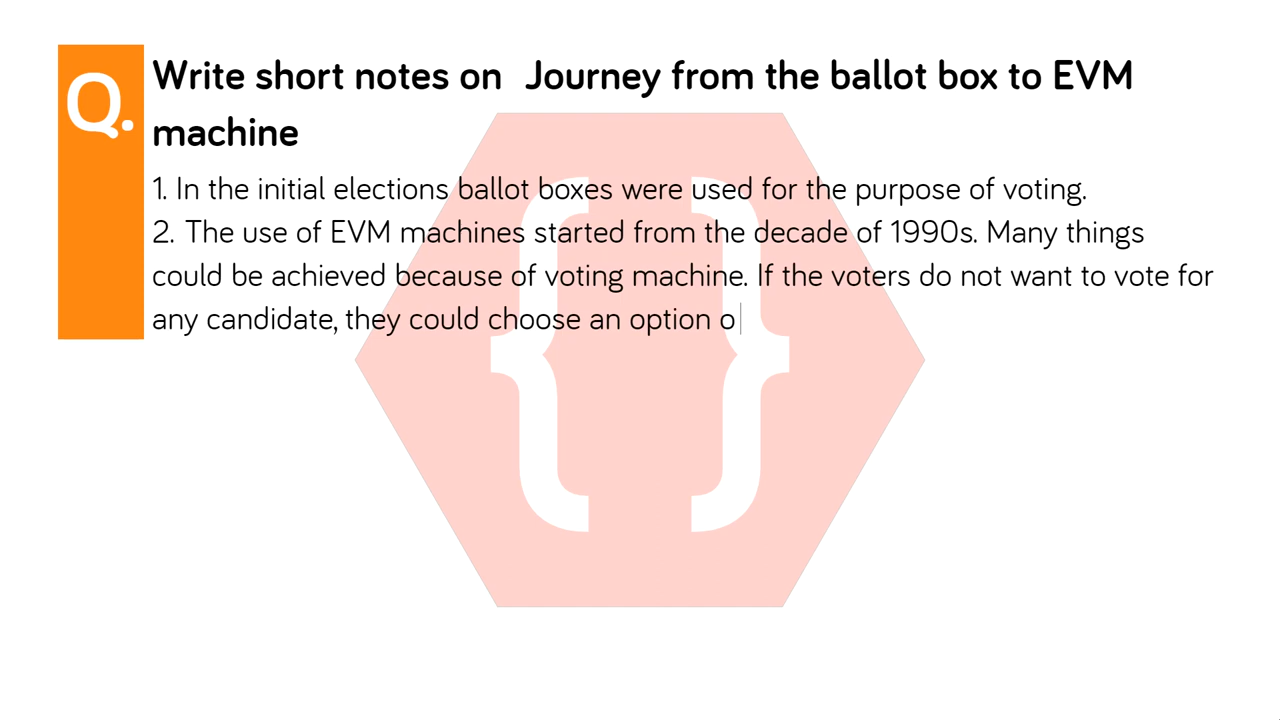 Q.
Write short notes on Journey from the ballot box to EVM
machine
1. In the initial elections ballot boxes were used for the purpose of voting.
2. The use of EVM machines started from the decade of 1990s. Many things
could be achieved because of voting machine. If the voters do not want to vote for
any candidate, they could choose an option o